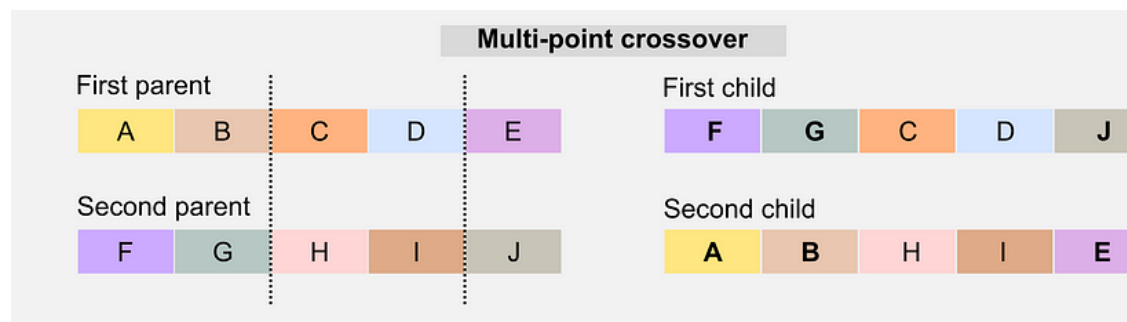 Multi-point crossover
First parent
A B C D E
Second parent
F G H I J
First child
F G C D J
Second child
A B H I E